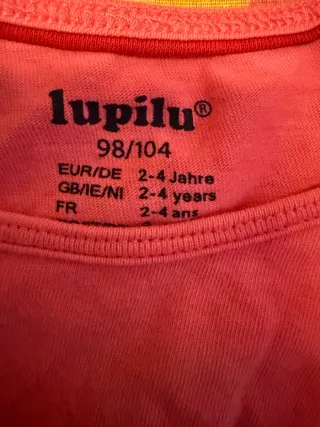 lupilu®
98/104
EUR/DE 2-4 Jahre
GB/IE/NI 2-4 years
FR 2-4 ans